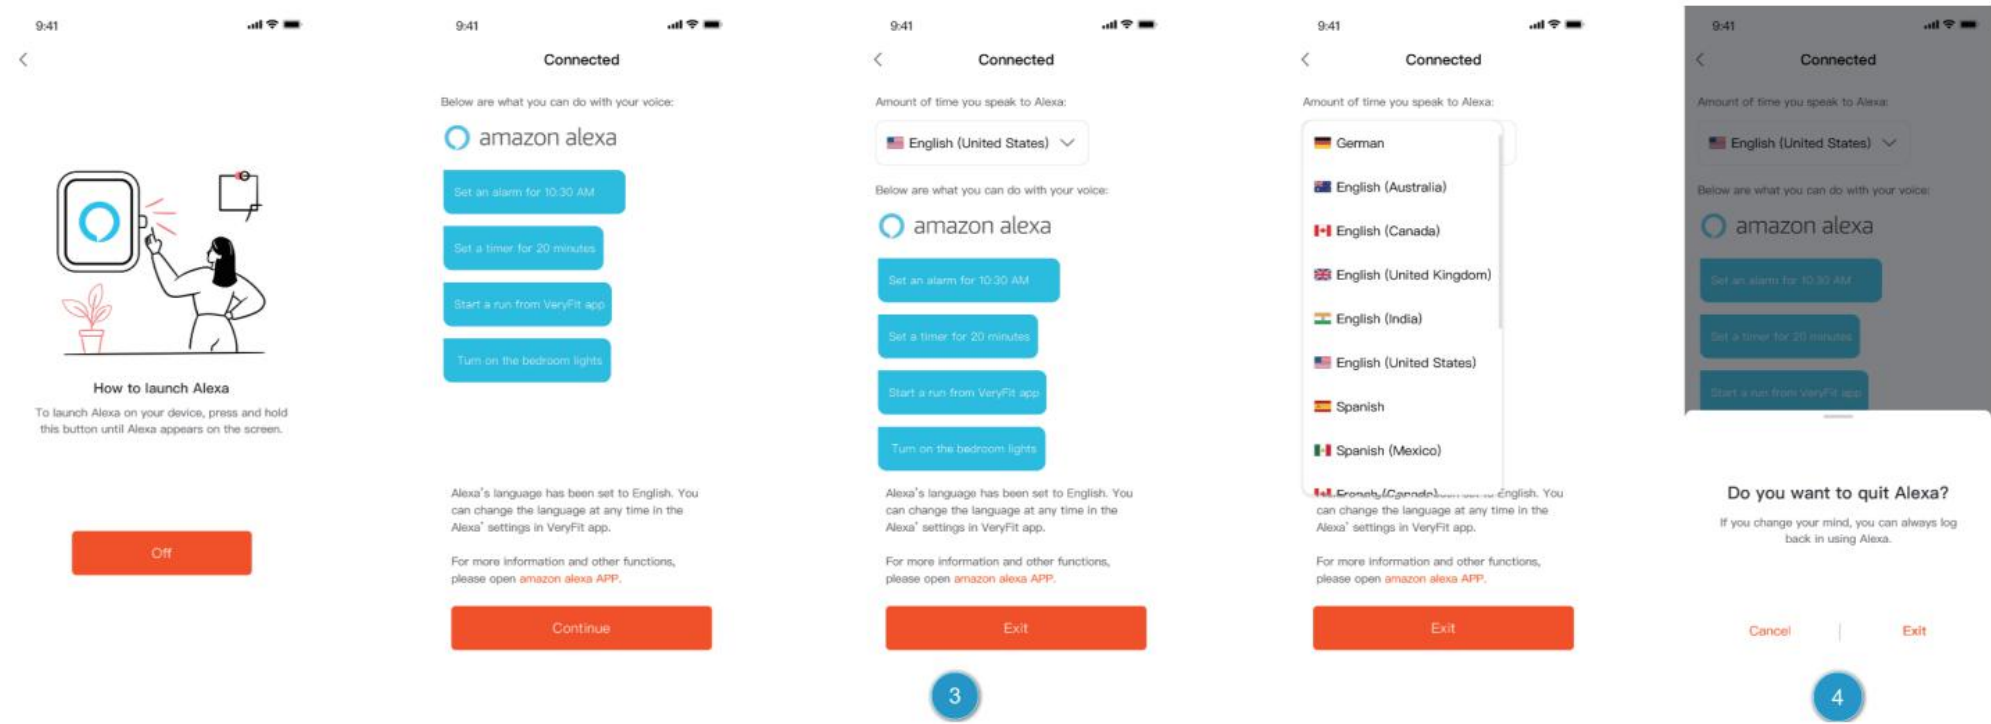 9:41
How to launch Alexa
To launch Alexa on your device, press and hold
this button until Alexa appears on the screen.
Off
9:41
Connected
Below are what you can do with your voice:
amazon alexa
Set an alarm for 10:30 AM
Set a timer for 20 minutes
Start a run from VeryFit app
Turn on the bedroom lights
Alexa's language has been set to English. You
can change the language at any time in the
Alexa' settings in VeryFit app.
For more information and other functions,
please open amazon alexa APP.
Continue
9:41
Connected
Amount of time you speak to Alexa:
English (United States)
Below are what you can do with your voice:
amazon alexa
Set an alarm for 10:30 AM
Set a timer for 20 minutes
Start a run from VeryFit app
Turn on the bedroom lights
Alexa's language has been set to English. You
can change the language at any time in the
Alexa' settings in VeryFit app.
For more information and other functions,
please open amazon alexa APP.
Exit
3
9:41
Connected
Amount of time you speak to Alexa:
German
English (Australia)
English (Canada)
English (United Kingdom)
English (India)
English (United States)
Spanish
Spanish (Mexico)
French (Canada)
English. You
can change the language at any time in the
Alexa' settings in VeryFit app.
For more information and other functions,
please open amazon alexa APP.
Exit
9:41
Connected
Amount of time you speak to Alexa:
English (United States)
Below are what you can do with your voice:
amazon alexa
Set an alarm for 10:30 AM
Set a timer for 20 minutes
Start a run from VeryFit app
Do you want to quit Alexa?
If you change your mind, you can always log
back in using Alexa.
Cancel
Exit
4